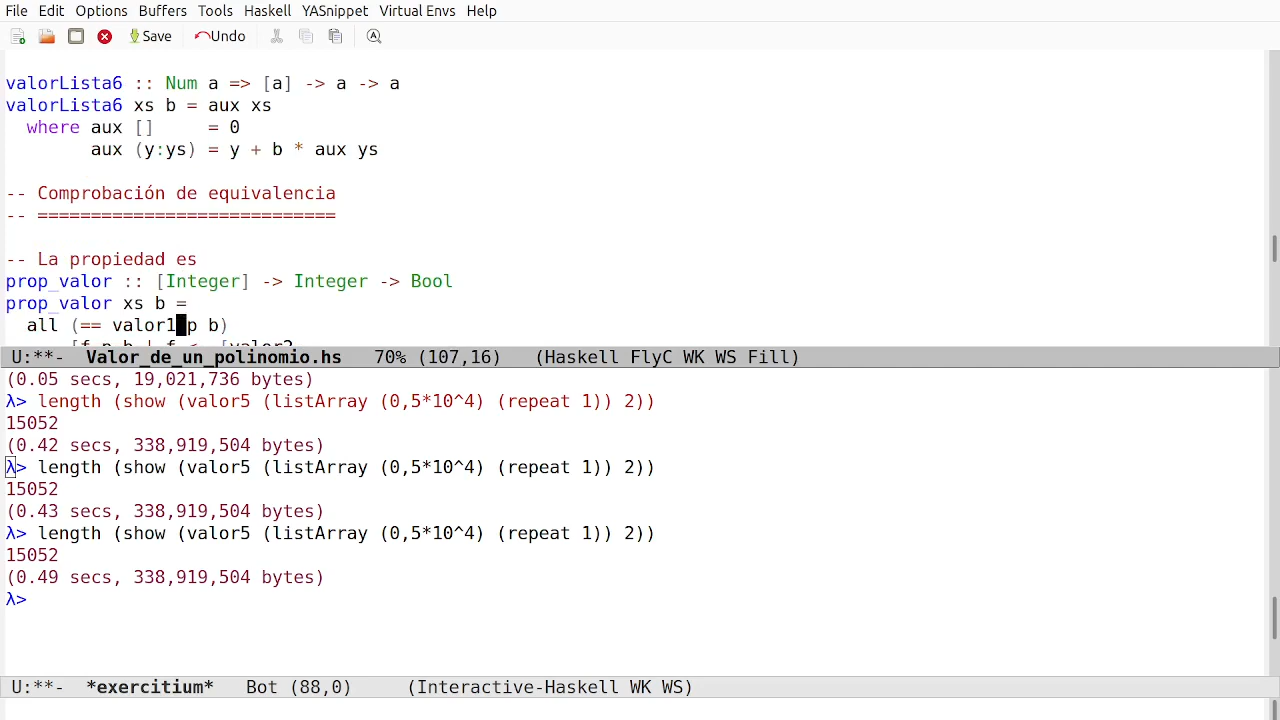 File Edit Options Buffers Tools Haskell YASnippet Virtual Envs Help
Save Undo
valorLista6 :: Num a => [a] -> a -> a
valorLista6 xs b = aux xs
  where aux []     = 0
        aux (y:ys) = y + b * aux ys
-- Comprobación de equivalencia
-- ============================
-- La propiedad es
prop_valor :: [Integer] -> Integer -> Bool
prop_valor xs b =
  all (== valor1 p b)
      [f p b | f <- [valor2
U:**-  Valor_de_un_polinomio.hs   70% (107,16)   (Haskell FlyC WK WS Fill)
(0.05 secs, 19,021,736 bytes)
λ> length (show (valor5 (listArray (0,5*10^4) (repeat 1)) 2))
15052
(0.42 secs, 338,919,504 bytes)
λ> length (show (valor5 (listArray (0,5*10^4) (repeat 1)) 2))
15052
(0.43 secs, 338,919,504 bytes)
λ> length (show (valor5 (listArray (0,5*10^4) (repeat 1)) 2))
15052
(0.49 secs, 338,919,504 bytes)
λ>
U:**-  *exercitium*   Bot (88,0)     (Interactive-Haskell WK WS)